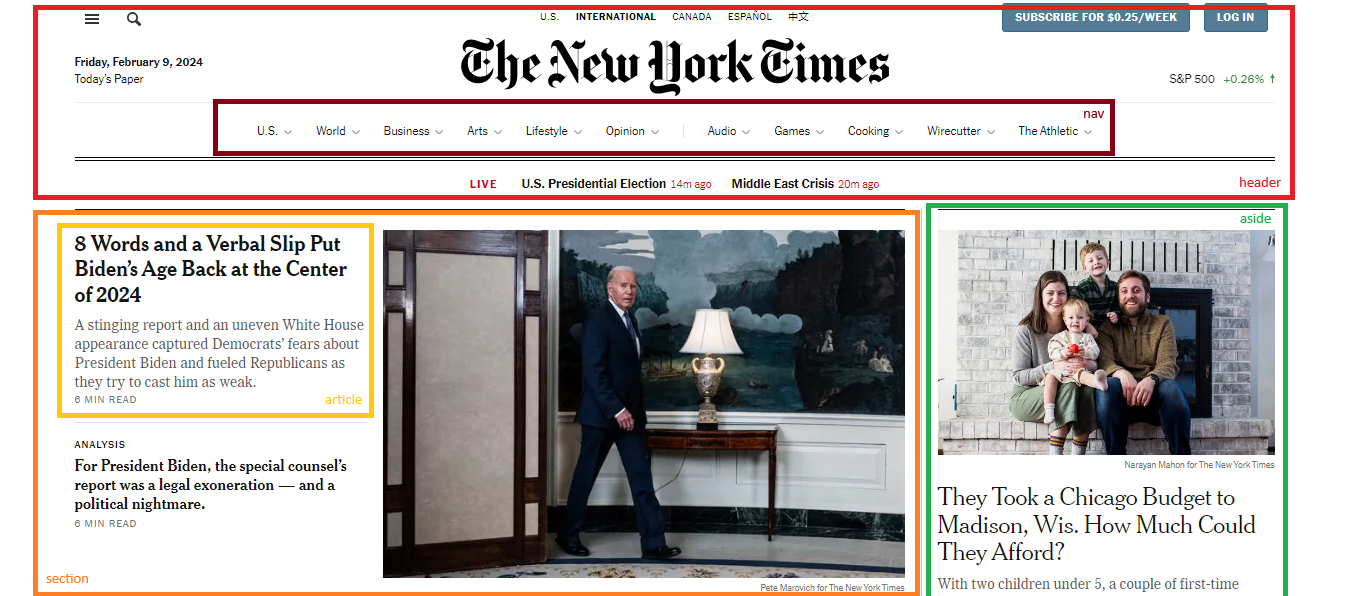 U.S. INTERNATIONAL CANADA ESPAÑOL 中文
SUBSCRIBE FOR $0.25/WEEK LOG IN
Friday, February 9, 2024
Today's Paper
The New York Times
S&P 500 +0.26% ↑
nav
U.S. World Business Arts Lifestyle Opinion Audio Games Cooking Wirecutter The Athletic
LIVE U.S. Presidential Election 14m ago Middle East Crisis 20m ago
header
8 Words and a Verbal Slip Put
Biden's Age Back at the Center
of 2024
A stinging report and an uneven White House
appearance captured Democrats' fears about
President Biden and fueled Republicans as
they try to cast him as weak.
6 MIN READ
article
ANALYSIS
For President Biden, the special counsel's
report was a legal exoneration — and a
political nightmare.
6 MIN READ
section
Pete Marovich for The New York Times
aside
Narayan Mahon for The New York Times
They Took a Chicago Budget to
Madison, Wis. How Much Could
They Afford?
With two children under 5, a couple of first-time